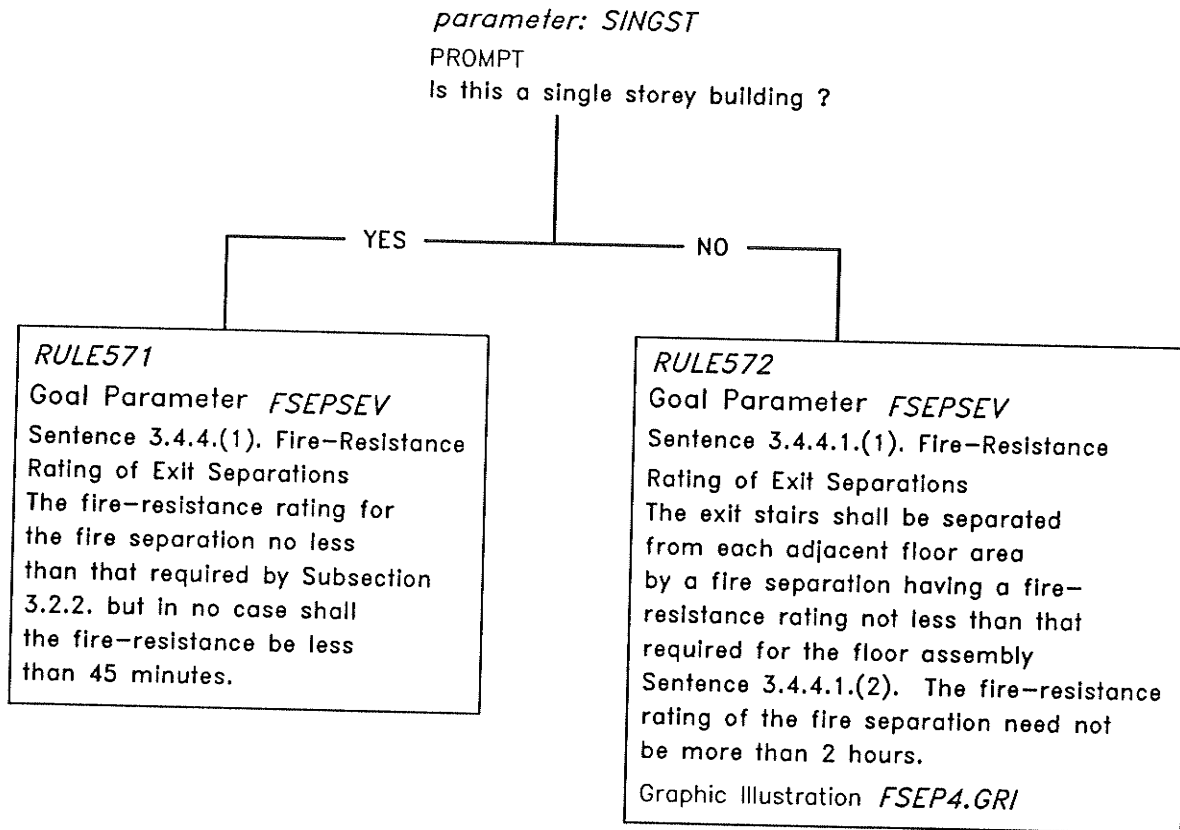 parameter: SINGST
PROMPT
Is this a single storey building ?
YES
NO
RULE571
Goal Parameter FSEPSEV
Sentence 3.4.4.(1). Fire-Resistance
Rating of Exit Separations
The fire-resistance rating for
the fire separation no less
than that required by Subsection
3.2.2. but in no case shall
the fire-resistance be less
than 45 minutes.
RULE572
Goal Parameter FSEPSEV
Sentence 3.4.4.1.(1). Fire-Resistance
Rating of Exit Separations
The exit stairs shall be separated
from each adjacent floor area
by a fire separation having a fire-
resistance rating not less than that
required for the floor assembly
Sentence 3.4.4.1.(2). The fire-resistance
rating of the fire separation need not
be more than 2 hours.
Graphic Illustration FSEP4.GRI